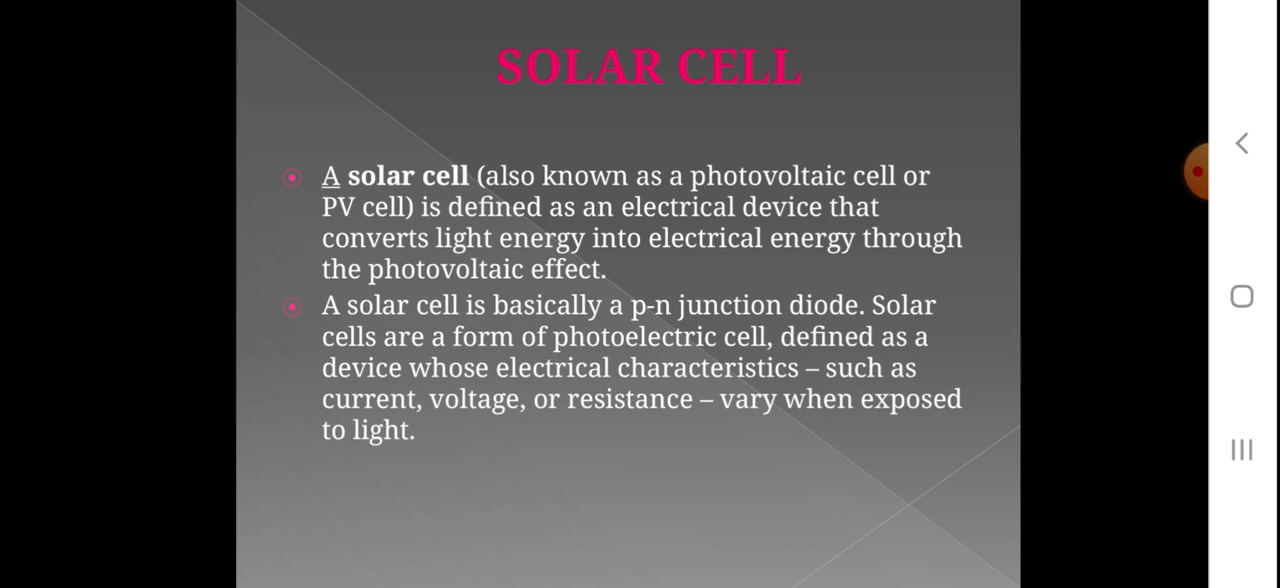 SOLAR CELL
A solar cell (also known as a photovoltaic cell or
PV cell) is defined as an electrical device that
converts light energy into electrical energy through
the photovoltaic effect.
A solar cell is basically a p-n junction diode. Solar
cells are a form of photoelectric cell, defined as a
device whose electrical characteristics – such as
current, voltage, or resistance – vary when exposed
to light.